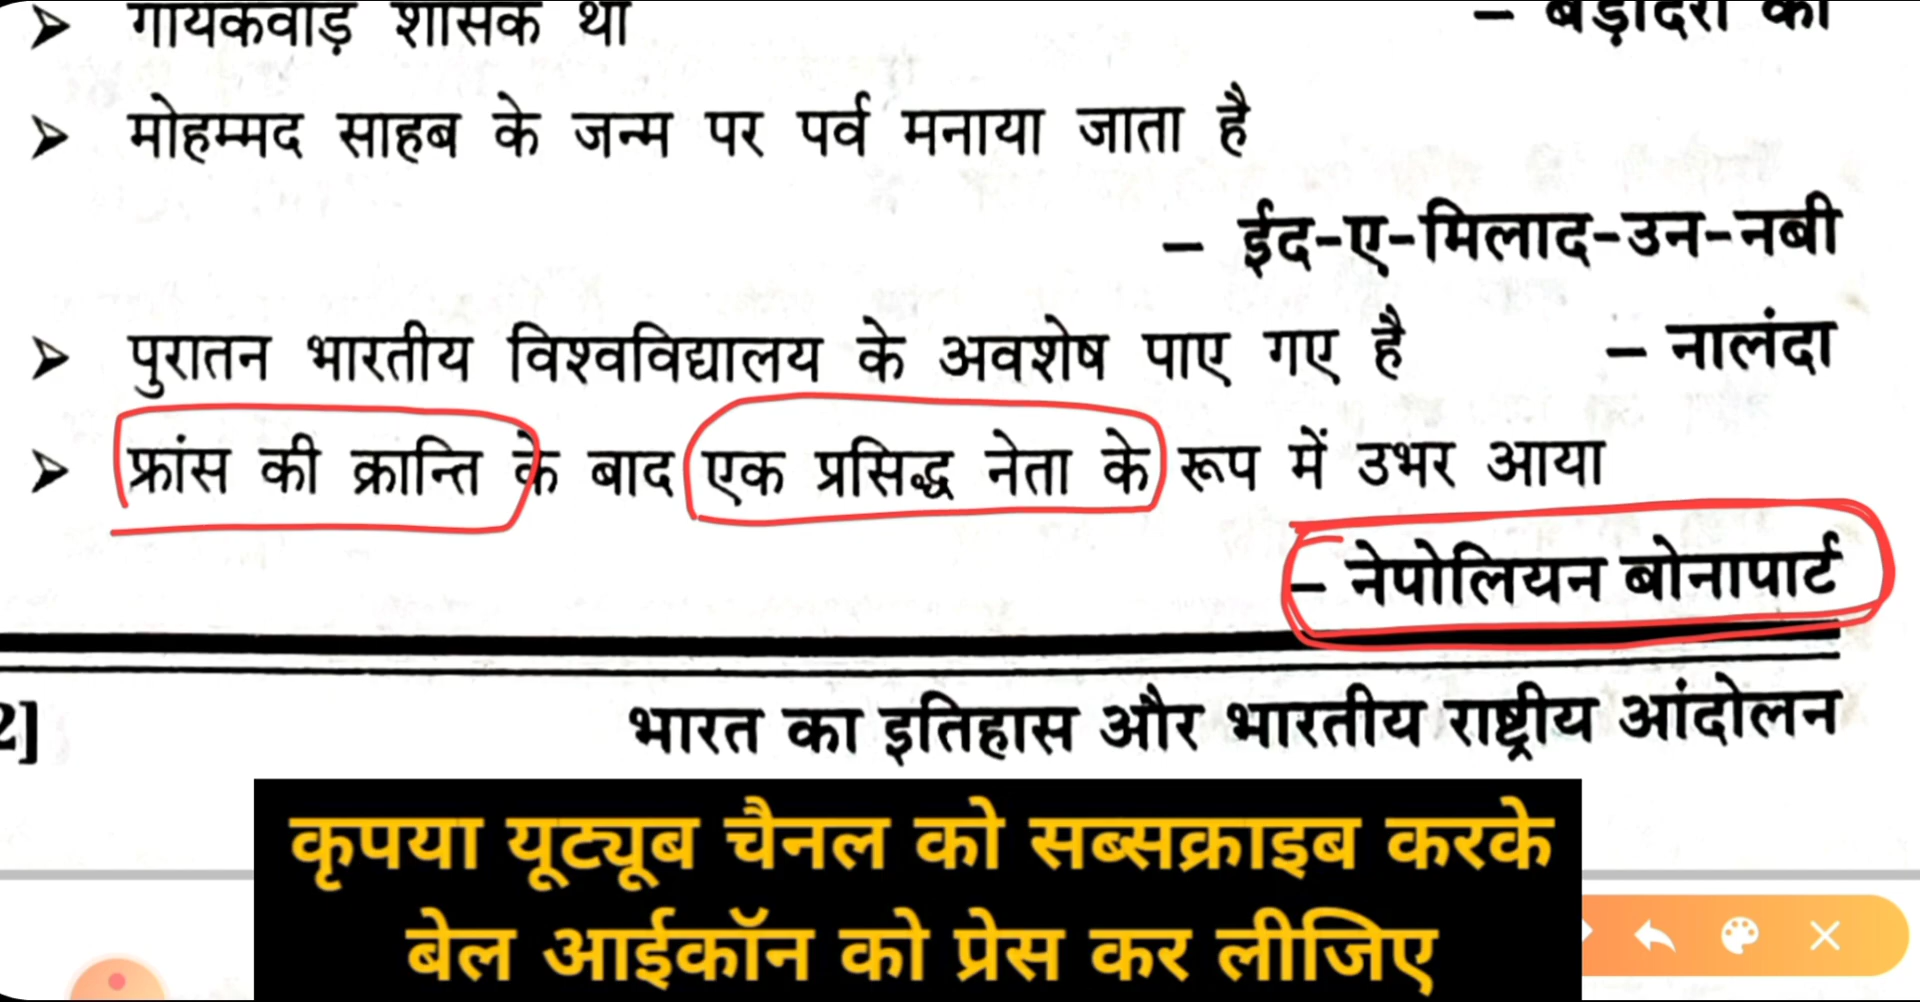 ➤ गायकवाड़ शासक था – बड़ौदरा का
➤ मोहम्मद साहब के जन्म पर पर्व मनाया जाता है
– ईद-ए-मिलाद-उन-नबी
➤ पुरातन भारतीय विश्वविद्यालय के अवशेष पाए गए है – नालंदा
➤ फ्रांस की क्रान्ति के बाद एक प्रसिद्ध नेता के रूप में उभर आया
– नेपोलियन बोनापार्ट
2] भारत का इतिहास और भारतीय राष्ट्रीय आंदोलन
कृपया यूट्यूब चैनल को सब्सक्राइब करके
बेल आईकॉन को प्रेस कर लीजिए